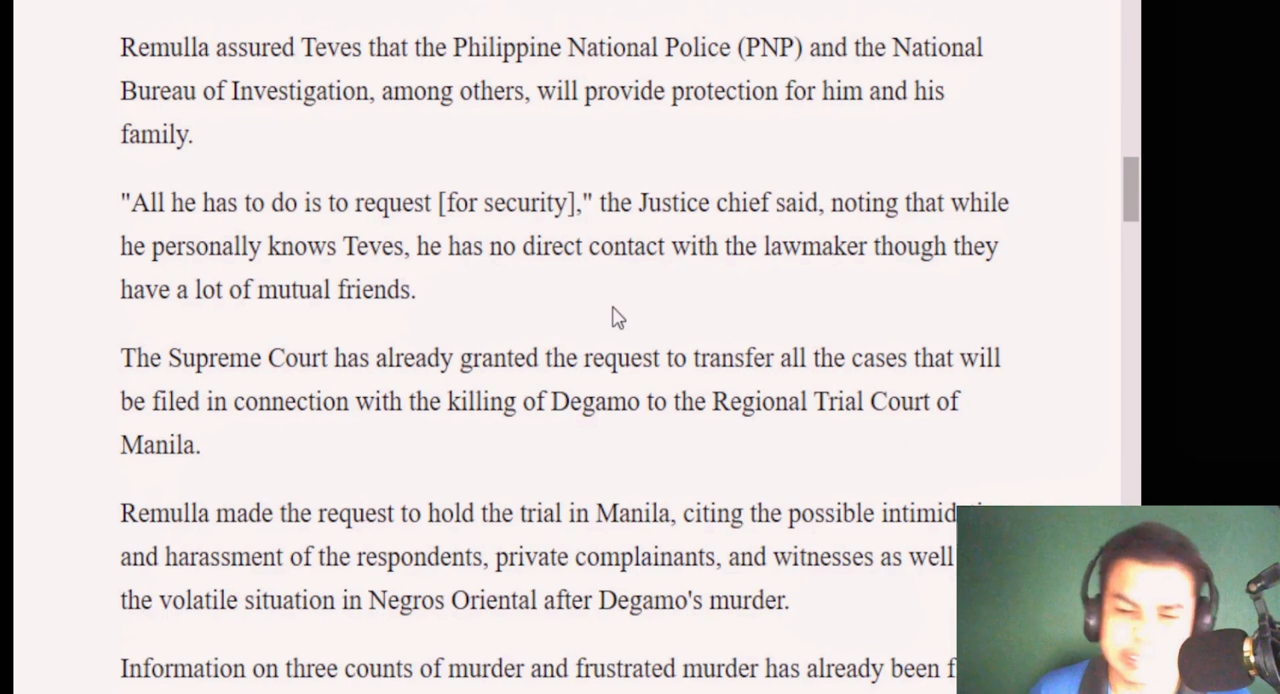 Remulla assured Teves that the Philippine National Police (PNP) and the National
Bureau of Investigation, among others, will provide protection for him and his
family.
"All he has to do is to request [for security]," the Justice chief said, noting that while
he personally knows Teves, he has no direct contact with the lawmaker though they
have a lot of mutual friends.
The Supreme Court has already granted the request to transfer all the cases that will
be filed in connection with the killing of Degamo to the Regional Trial Court of
Manila.
Remulla made the request to hold the trial in Manila, citing the possible
and harassment of the respondents, private complainants, and witnesses as well
the volatile situation in Negros Oriental after Degamo's murder.
Information on three counts of murder and frustrated murder has already been